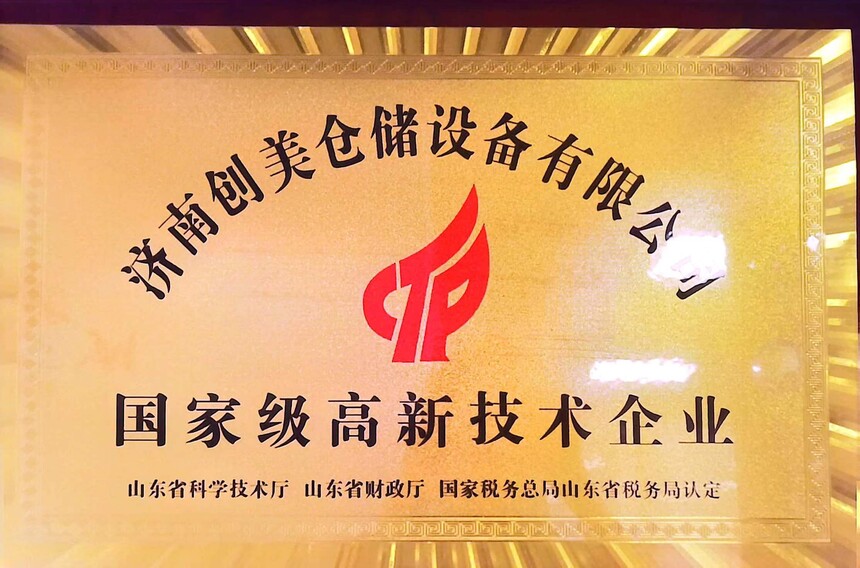 济南创美仓储设备有限公司
CTP
国家级高新技术企业
山东省科学技术厅 山东省财政厅 国家税务总局山东省税务局认定